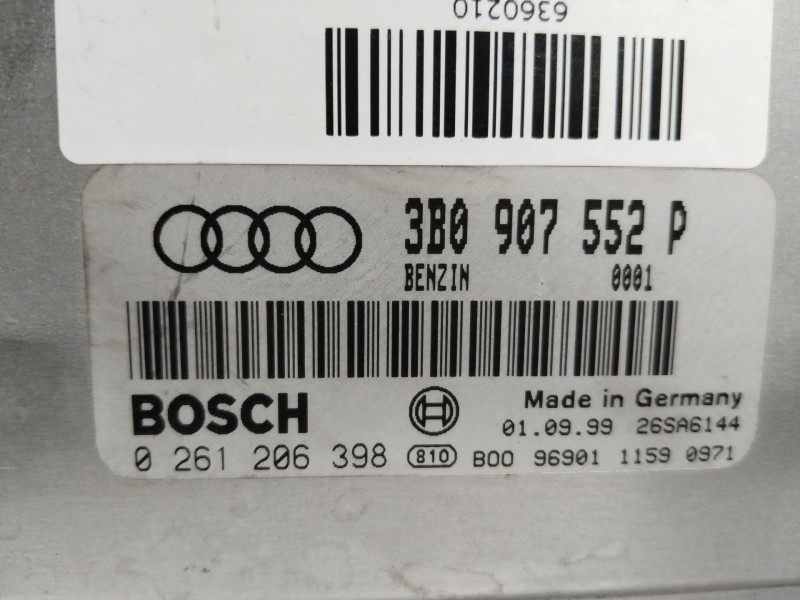 6360210
3B0 907 552 P
BENZIN 0001
BOSCH
Made in Germany
01.09.99 26SA6144
0 261 206 398 810 B00 96901 1159 0971